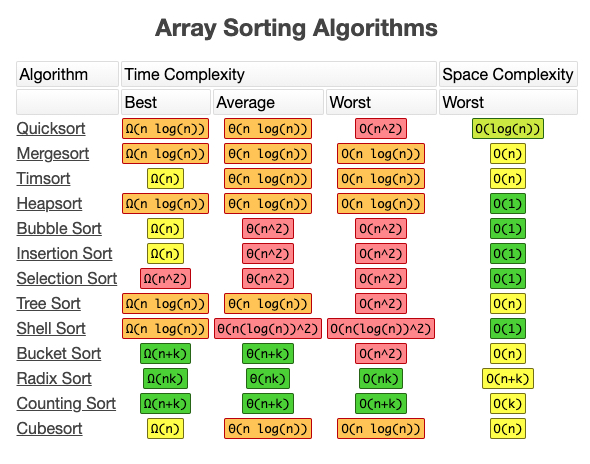 Array Sorting Algorithms
Algorithm Time Complexity Space Complexity
Best Average Worst Worst
Quicksort Ω(n log(n)) θ(n log(n)) O(n^2) O(log(n))
Mergesort Ω(n log(n)) θ(n log(n)) O(n log(n)) O(n)
Timsort Ω(n) θ(n log(n)) O(n log(n)) O(n)
Heapsort Ω(n log(n)) θ(n log(n)) O(n log(n)) O(1)
Bubble Sort Ω(n) θ(n^2) O(n^2) O(1)
Insertion Sort Ω(n) θ(n^2) O(n^2) O(1)
Selection Sort Ω(n^2) θ(n^2) O(n^2) O(1)
Tree Sort Ω(n log(n)) θ(n log(n)) O(n^2) O(n)
Shell Sort Ω(n log(n)) θ(n(log(n))^2) O(n(log(n))^2) O(1)
Bucket Sort Ω(n+k) θ(n+k) O(n^2) O(n)
Radix Sort Ω(nk) θ(nk) O(nk) O(n+k)
Counting Sort Ω(n+k) θ(n+k) O(n+k) O(k)
Cubesort Ω(n) θ(n log(n)) O(n log(n)) O(n)